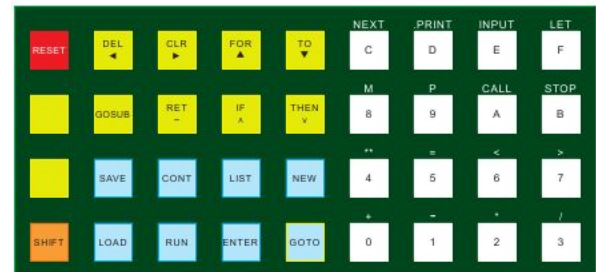 NEXT .PRINT INPUT LET
RESET DEL ◄ CLR ► FOR ▲ TO ▼ C D E F
M P CALL STOP
GOSUB RET − IF ∧ THEN ∨ 8 9 A B
** = < >
SAVE CONT LIST NEW 4 5 6 7
+ − * /
SHIFT LOAD RUN ENTER GOTO 0 1 2 3